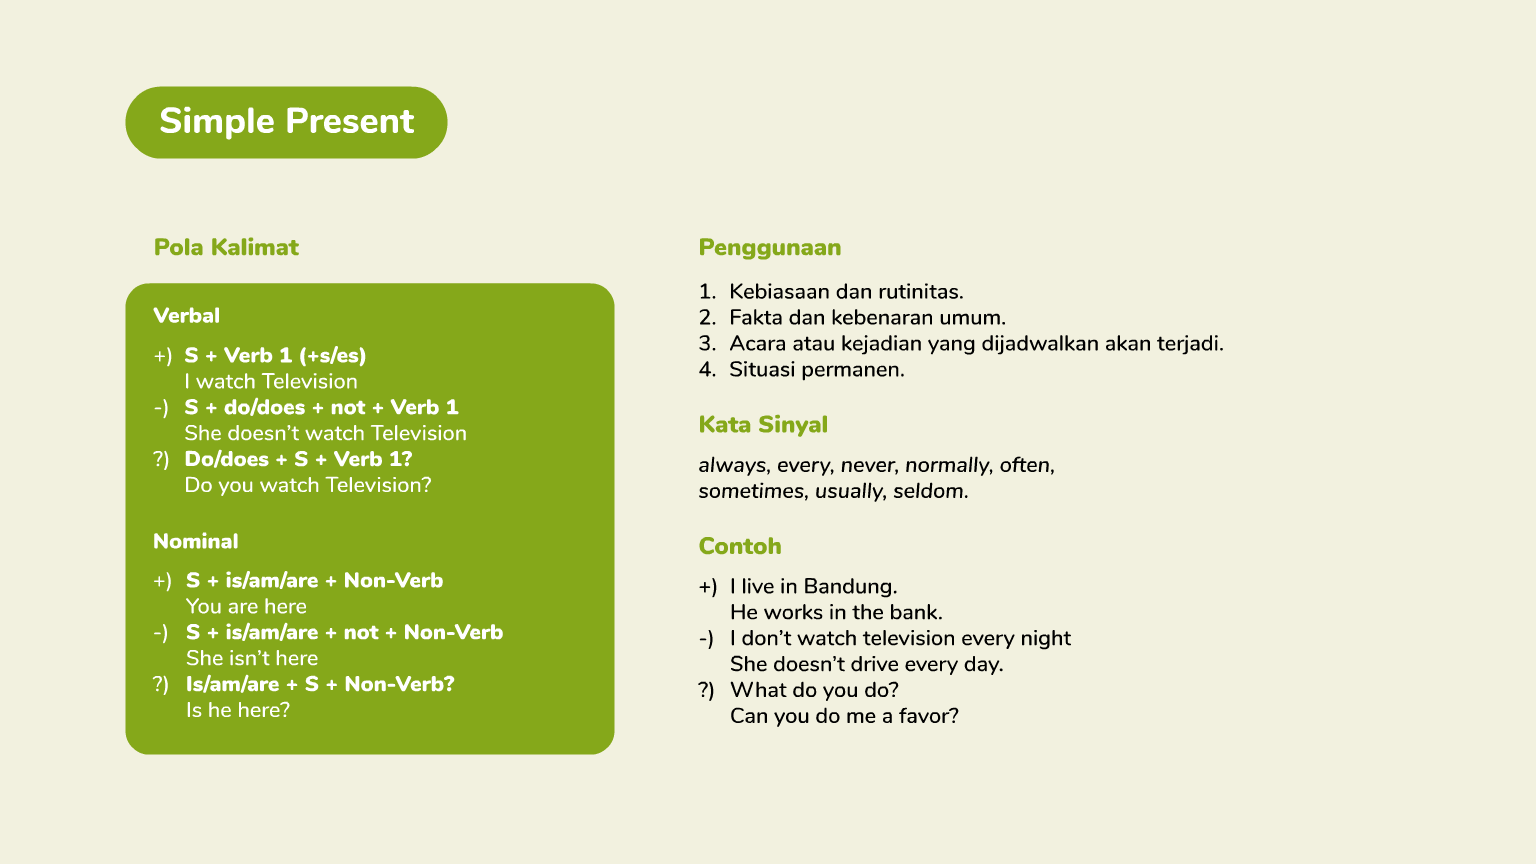 Simple Present
Pola Kalimat
Verbal
+) S + Verb 1 (+s/es)
I watch Television
-) S + do/does + not + Verb 1
She doesn’t watch Television
?) Do/does + S + Verb 1?
Do you watch Television?
Nominal
+) S + is/am/are + Non-Verb
You are here
-) S + is/am/are + not + Non-Verb
She isn’t here
?) Is/am/are + S + Non-Verb?
Is he here?
Penggunaan
1. Kebiasaan dan rutinitas.
2. Fakta dan kebenaran umum.
3. Acara atau kejadian yang dijadwalkan akan terjadi.
4. Situasi permanen.
Kata Sinyal
always, every, never, normally, often,
sometimes, usually, seldom.
Contoh
+) I live in Bandung.
He works in the bank.
-) I don’t watch television every night
She doesn’t drive every day.
?) What do you do?
Can you do me a favor?